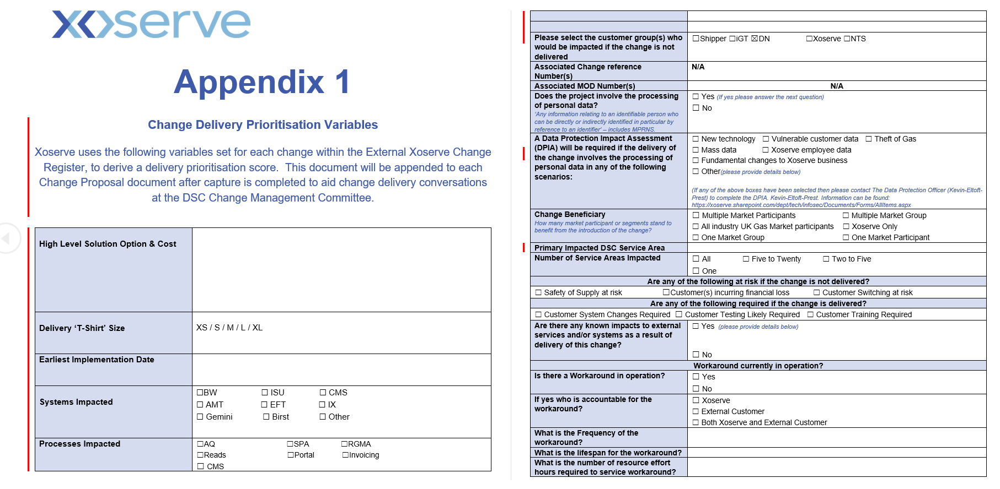 xoserve
Appendix 1
Change Delivery Prioritisation Variables
Xoserve uses the following variables set for each change within the External Xoserve Change
Register, to derive a delivery prioritisation score.  This document will be appended to each
Change Proposal document after capture is completed to aid change delivery conversations
at the DSC Change Management Committee.
High Level Solution Option & Cost
Delivery ‘T-Shirt’ Size
XS / S / M / L / XL
Earliest Implementation Date
Systems Impacted
☐BW ☐ ISU ☐ CMS
☐ AMT ☐ EFT ☐ IX
☐ Gemini ☐ Birst ☐ Other
Processes Impacted
☐AQ ☐SPA ☐RGMA
☐Reads ☐Portal ☐Invoicing
☐ CMS
Please select the customer group(s) who
would be impacted if the change is not
delivered
☐Shipper ☐iGT ☒DN ☐Xoserve ☐NTS
Associated Change reference
Number(s)
N/A
Associated MOD Number(s)
N/A
Does the project involve the processing
of personal data?
‘Any information relating to an identifiable person who
can be directly or indirectly identified in particular by
reference to an identifier’ – includes MPRNS.
☐ Yes (If yes please answer the next question)
☐ No
A Data Protection Impact Assessment
(DPIA) will be required if the delivery of
the change involves the processing of
personal data in any of the following
scenarios:
☐ New technology ☐ Vulnerable customer data ☐ Theft of Gas
☐ Mass data ☐ Xoserve employee data
☐ Fundamental changes to Xoserve business
☐ Other(please provide details below)
(If any of the above boxes have been selected then please contact The Data Protection Officer (Kevin-Eltoft-
Prest) to complete the DPIA. Kevin-Eltoft-Prest. Information can be found:
https://xoserve.sharepoint.com/dept/tech/infosec/Documents/Forms/AllItems.aspx
Change Beneficiary
How many market participant or segments stand to
benefit from the introduction of the change?
☐ Multiple Market Participants ☐ Multiple Market Group
☐ All industry UK Gas Market participants ☐ Xoserve Only
☐ One Market Group ☐ One Market Participant
Primary Impacted DSC Service Area
Number of Service Areas Impacted
☐ All ☐ Five to Twenty ☐ Two to Five
☐ One
Are any of the following at risk if the change is not delivered?
☐ Safety of Supply at risk ☐Customer(s) incurring financial loss ☐ Customer Switching at risk
Are any of the following required if the change is delivered?
☐ Customer System Changes Required ☐ Customer Testing Likely Required ☐ Customer Training Required
Are there any known impacts to external
services and/or systems as a result of
delivery of this change?
☐ Yes (please provide details below)
☐ No
Workaround currently in operation?
Is there a Workaround in operation?
☐ Yes
☐ No
If yes who is accountable for the
workaround?
☐ Xoserve
☐ External Customer
☐ Both Xoserve and External Customer
What is the Frequency of the
workaround?
What is the lifespan for the workaround?
What is the number of resource effort
hours required to service workaround?